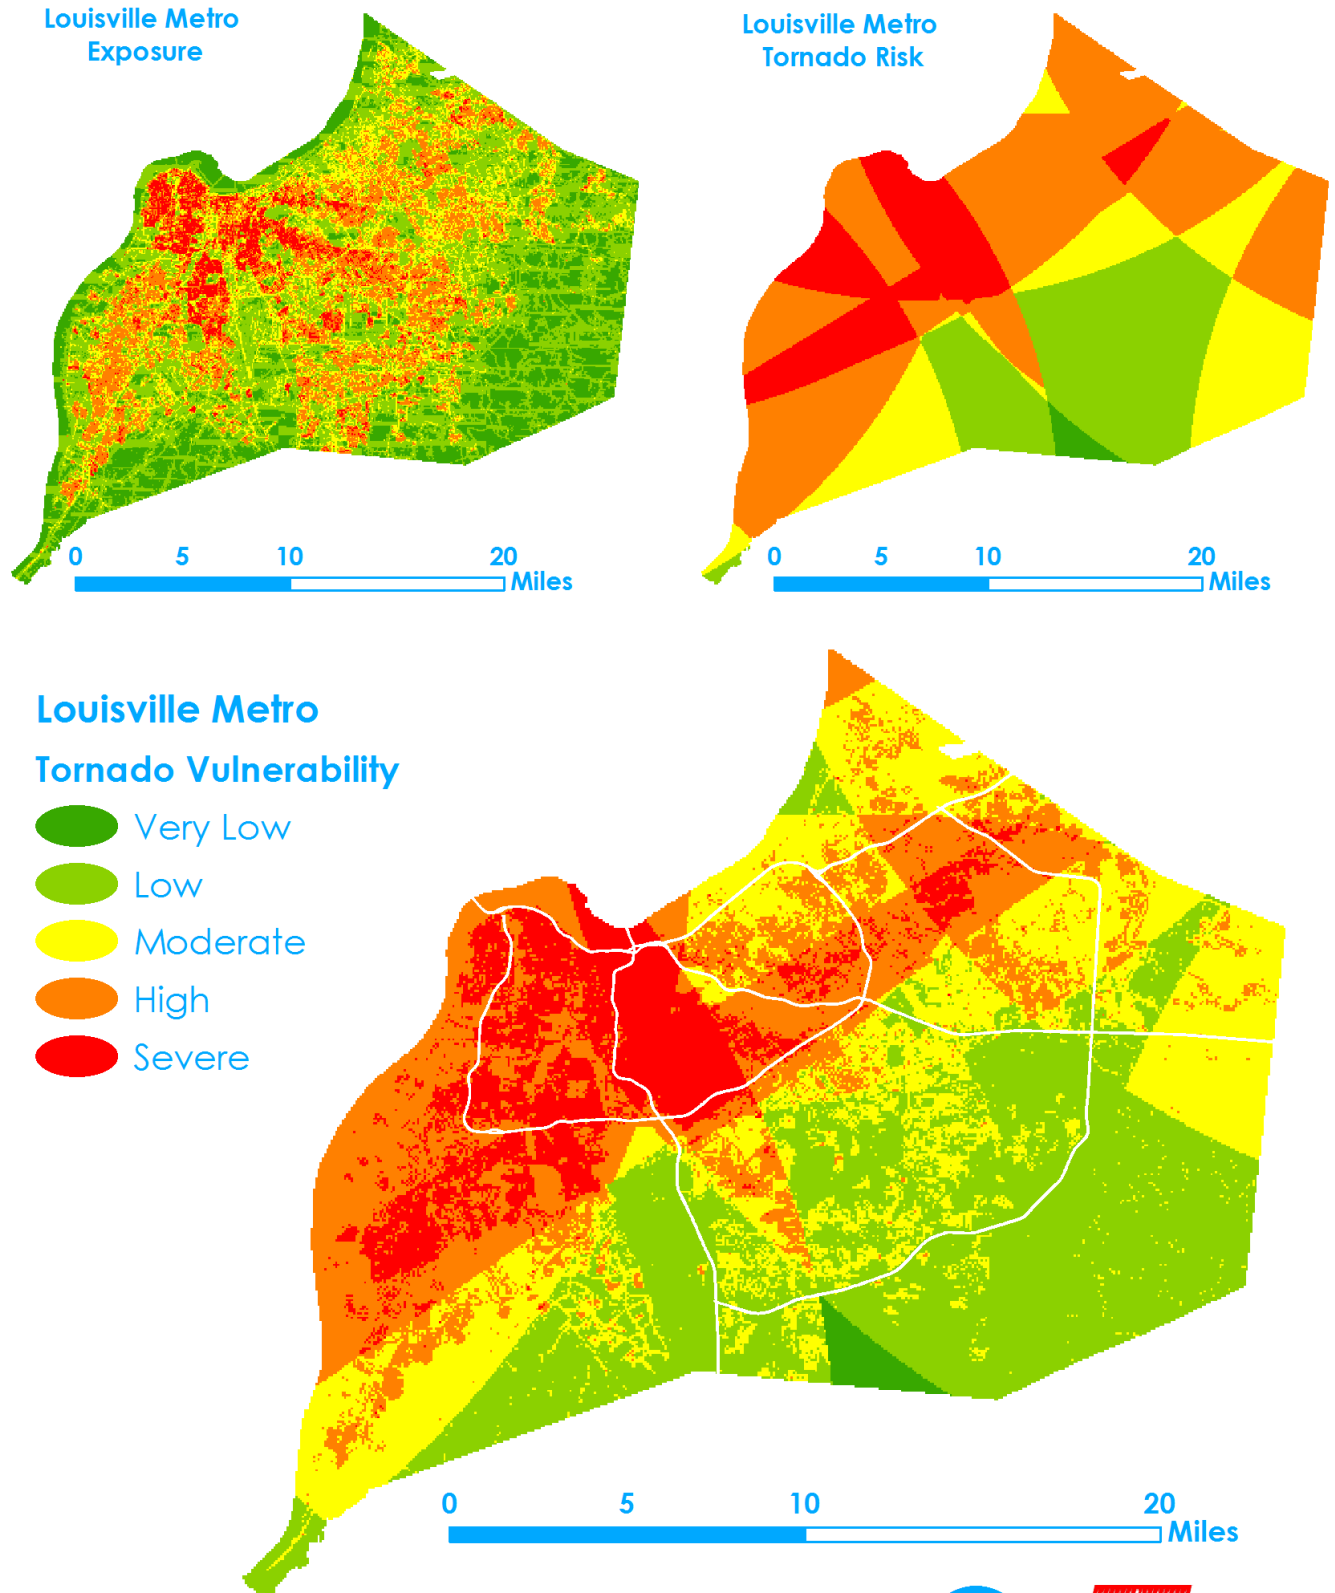 Louisville Metro
Exposure
Louisville Metro
Tornado Risk
0 5 10 20
Miles
0 5 10 20
Miles
Louisville Metro
Tornado Vulnerability
Very Low
Low
Moderate
High
Severe
0 5 10 20
Miles